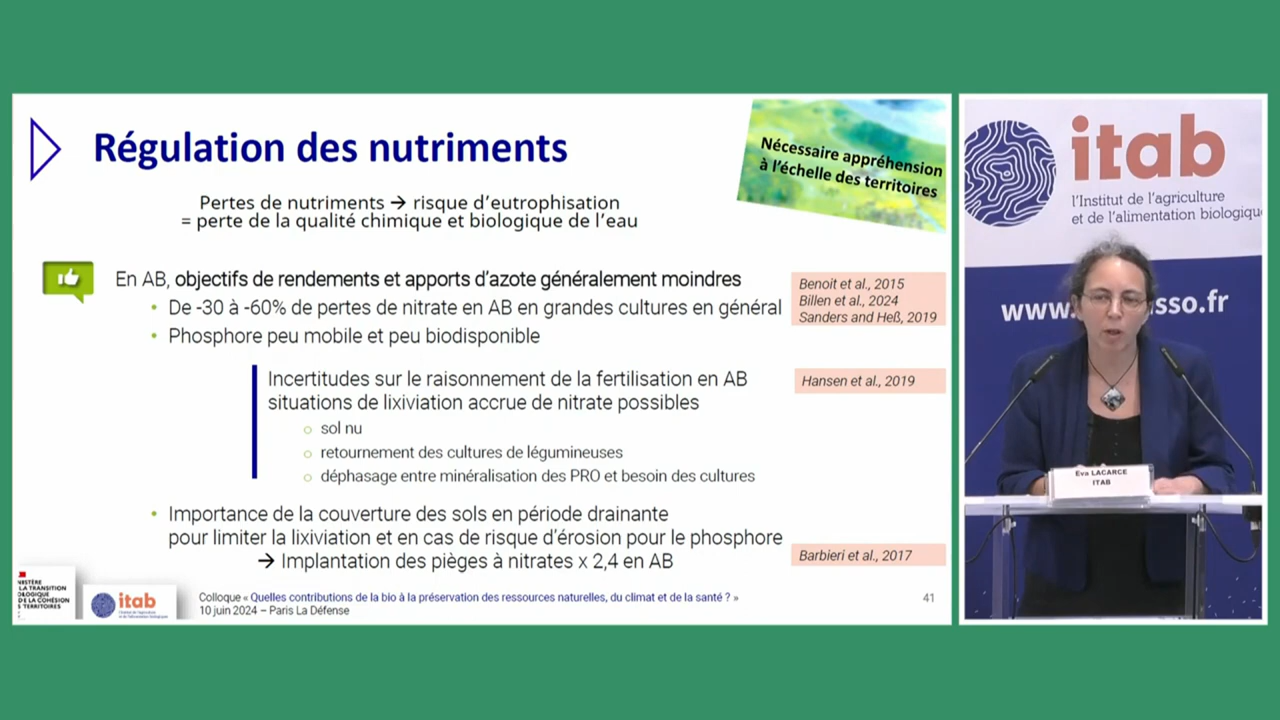 Régulation des nutriments
Nécessaire appréhension
à l'échelle des territoires
Pertes de nutriments → risque d'eutrophisation
= perte de la qualité chimique et biologique de l'eau
En AB, objectifs de rendements et apports d'azote généralement moindres
• De -30 à -60% de pertes de nitrate en AB en grandes cultures en général
• Phosphore peu mobile et peu biodisponible
Benoit et al., 2015
Billen et al., 2024
Sanders and Heß, 2019
Incertitudes sur le raisonnement de la fertilisation en AB
situations de lixiviation accrue de nitrate possibles
Hansen et al., 2019
○ sol nu
○ retournement des cultures de légumineuses
○ déphasage entre minéralisation des PRO et besoin des cultures
• Importance de la couverture des sols en période drainante
pour limiter la lixiviation et en cas de risque d'érosion pour le phosphore
→ Implantation des pièges à nitrates x 2,4 en AB
Barbieri et al., 2017
NISTÈRE
LA TRANSITION
OLOGIQUE
DE LA COHÉSION
TERRITOIRES
itab
Colloque « Quelles contributions de la bio à la préservation des ressources naturelles, du climat et de la santé ? »
10 juin 2024 – Paris La Défense
41
itab
l'Institut de l'agriculture
et de l'alimentation biologiqu
www.
sso.fr
Eva LACARCE
ITAB